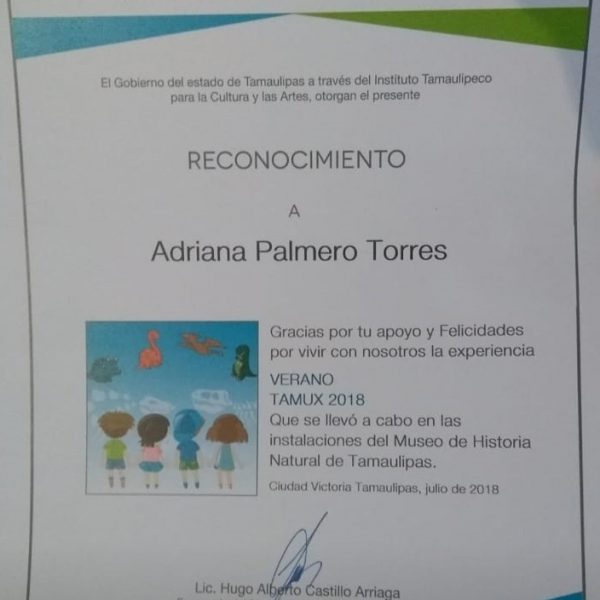 El Gobierno del estado de Tamaulipas a través del Instituto Tamaulipeco
para la Cultura y las Artes, otorgan el presente
RECONOCIMIENTO
A
Adriana Palmero Torres
Gracias por tu apoyo y Felicidades
por vivir con nosotros la experiencia
VERANO
TAMUX 2018
Que se llevó a cabo en las
instalaciones del Museo de Historia
Natural de Tamaulipas.
Ciudad Victoria Tamaulipas, julio de 2018
Lic. Hugo Alberto Castillo Arriaga